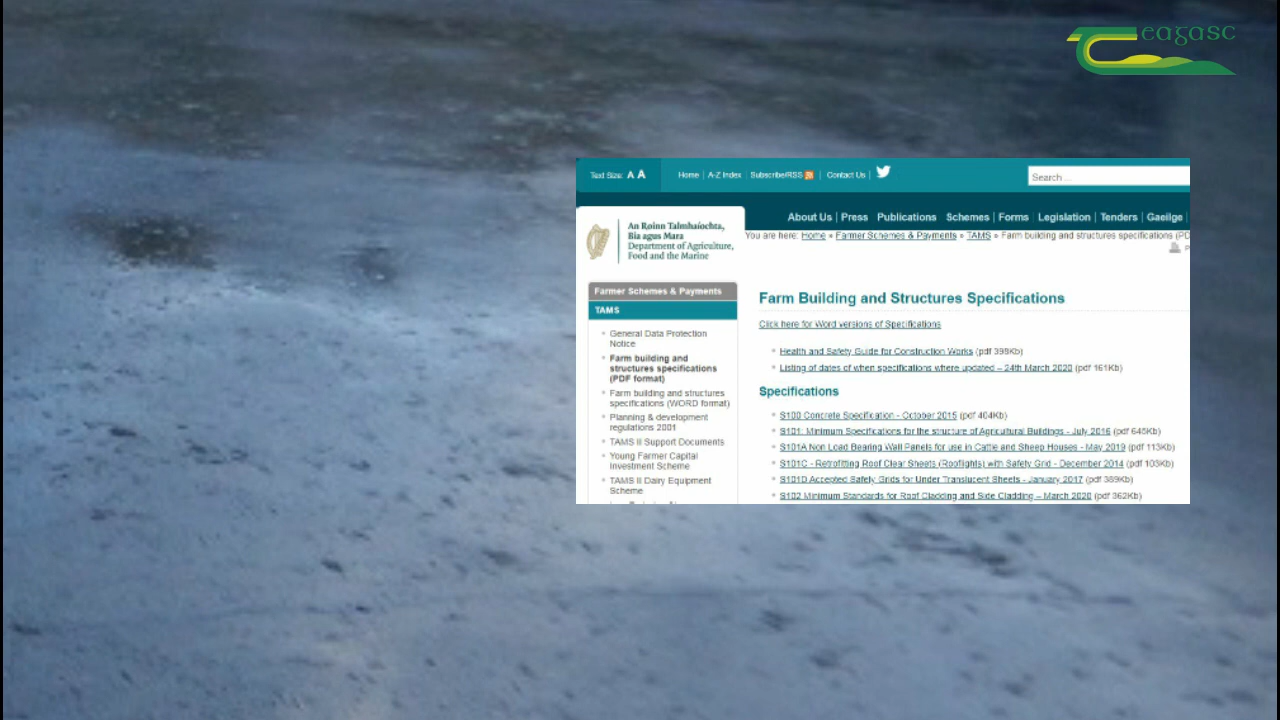 eagasc
Text Size: A A
Home | A-Z Index | Subscribe/RSS | Contact Us |
Search ...
About Us | Press | Publications | Schemes | Forms | Legislation | Tenders | Gaeilge |
An Roinn Talmhaíochta,
Bia agus Mara
Department of Agriculture,
Food and the Marine
You are here: Home » Farmer Schemes & Payments » TAMS » Farm building and structures specifications (PD
Farmer Schemes & Payments
TAMS
General Data Protection
Notice
Farm building and
structures specifications
(PDF format)
Farm building and structures
specifications (WORD format)
Planning & development
regulations 2001
TAMS II Support Documents
Young Farmer Capital
Investment Scheme
TAMS II Dairy Equipment
Scheme
Farm Building and Structures Specifications
Click here for Word versions of Specifications
Health and Safety Guide for Construction Works (pdf 398Kb)
Listing of dates of when specifications where updated – 24th March 2020 (pdf 161Kb)
Specifications
S100 Concrete Specification - October 2015 (pdf 404Kb)
S101: Minimum Specifications for the structure of Agricultural Buildings - July 2016 (pdf 645Kb)
S101A Non Load Bearing Wall Panels for use in Cattle and Sheep Houses - May 2019 (pdf 113Kb)
S101C - Retrofitting Roof Clear Sheets (Rooflights) with Safety Grid - December 2014 (pdf 103Kb)
S101D Accepted Safety Grids for Under Translucent Sheets - January 2017 (pdf 389Kb)
S102 Minimum Standards for Roof Cladding and Side Cladding – March 2020 (pdf 362Kb)